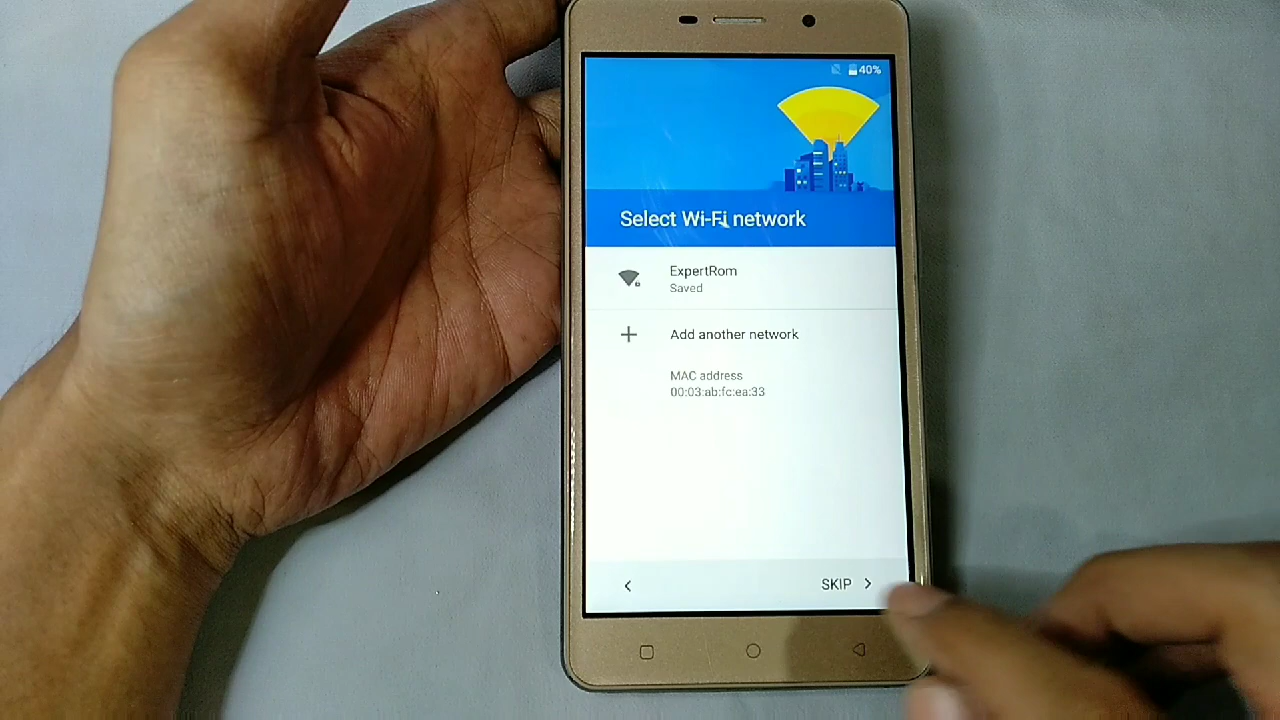 40%
Select Wi-Fi network
ExpertRom
Saved
Add another network
MAC address
00:03:ab:fc:ea:33
SKIP